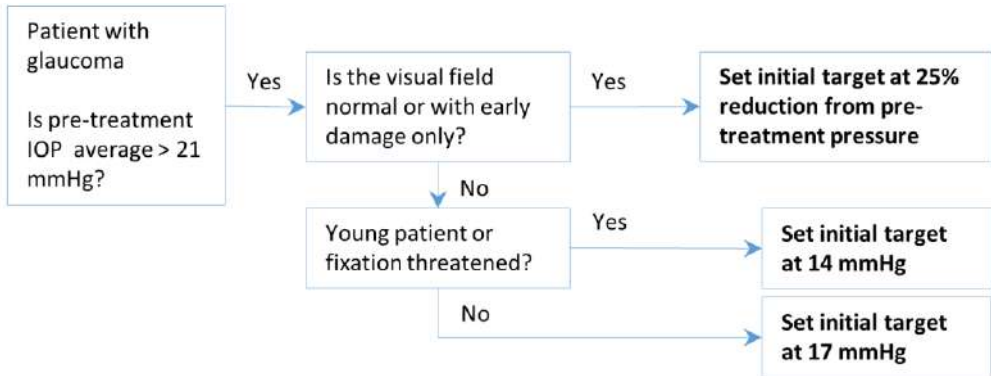 Patient with
glaucoma
Is pre-treatment
IOP average > 21
mmHg?
Yes
Is the visual field
normal or with early
damage only?
Yes
Set initial target at 25%
reduction from pre-
treatment pressure
No
Young patient or
fixation threatened?
Yes
Set initial target
at 14 mmHg
No
Set initial target
at 17 mmHg